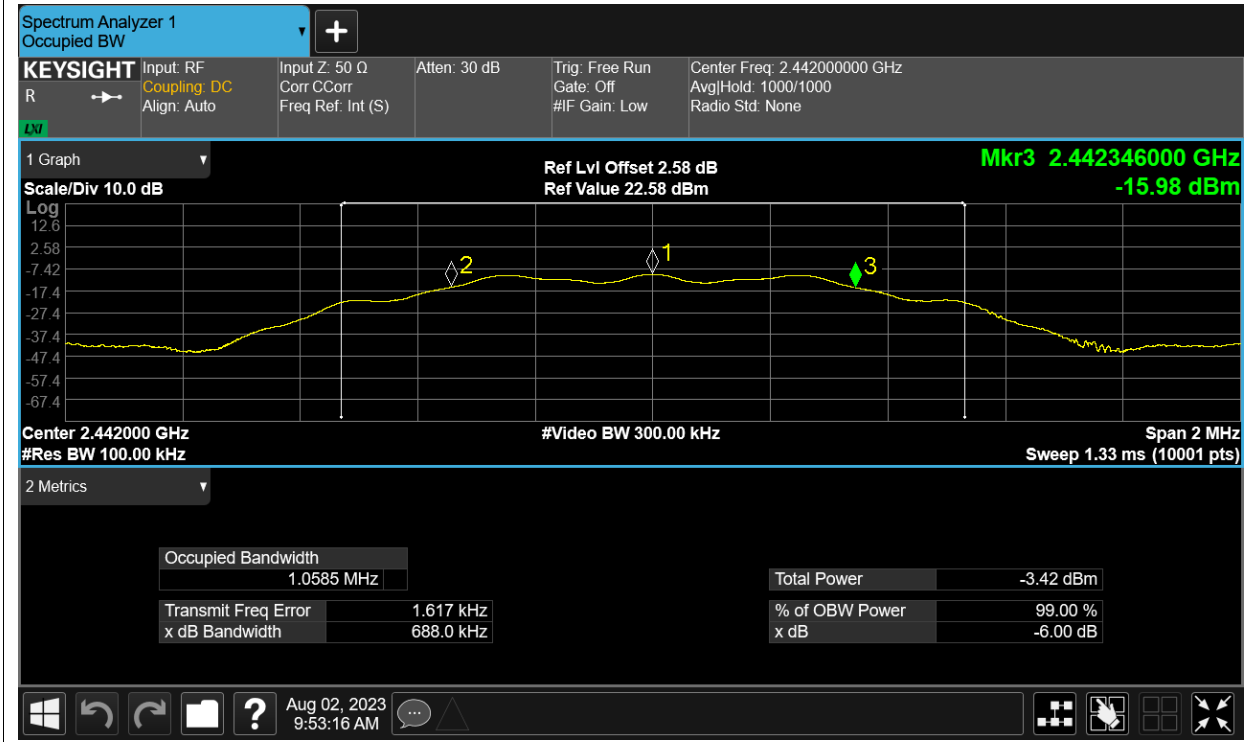 Spectrum Analyzer 1
Occupied BW
KEYSIGHT Input: RF Input Z: 50 Ω Atten: 30 dB Trig: Free Run Center Freq: 2.442000000 GHz
R Coupling: DC Corr CCorr Gate: Off Avg|Hold: 1000/1000
Align: Auto Freq Ref: Int (S) #IF Gain: Low Radio Std: None
LXI
1 Graph Ref Lvl Offset 2.58 dB Mkr3 2.442346000 GHz
Scale/Div 10.0 dB Ref Value 22.58 dBm -15.98 dBm
Log
12.6
2.58
-7.42
-17.4
-27.4
-37.4
-47.4
-57.4
-67.4
2
1
3
Center 2.442000 GHz #Video BW 300.00 kHz Span 2 MHz
#Res BW 100.00 kHz Sweep 1.33 ms (10001 pts)
2 Metrics
Occupied Bandwidth
1.0585 MHz Total Power -3.42 dBm
Transmit Freq Error 1.617 kHz % of OBW Power 99.00 %
x dB Bandwidth 688.0 kHz x dB -6.00 dB
? Aug 02, 2023
9:53:16 AM